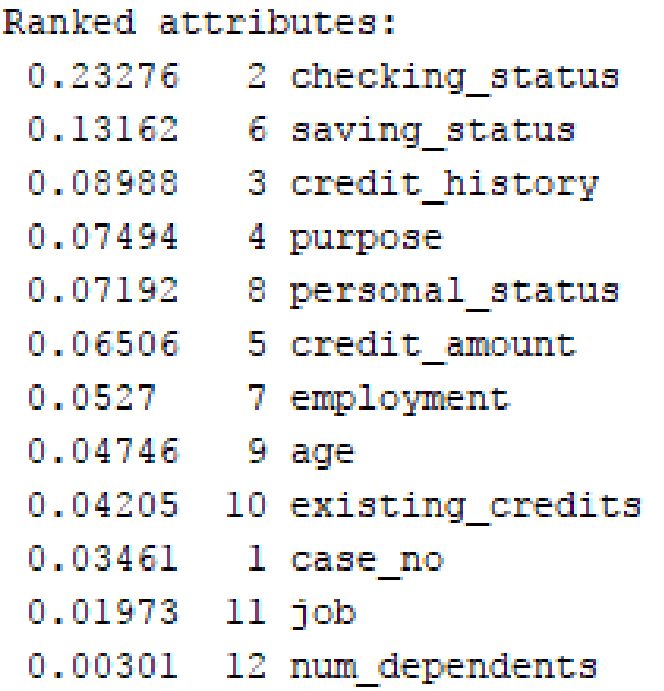 Ranked attributes:
0.23276 2 checking_status
0.13162 6 saving_status
0.08988 3 credit_history
0.07494 4 purpose
0.07192 8 personal_status
0.06506 5 credit_amount
0.0527 7 employment
0.04746 9 age
0.04205 10 existing_credits
0.03461 1 case_no
0.01973 11 job
0.00301 12 num_dependents